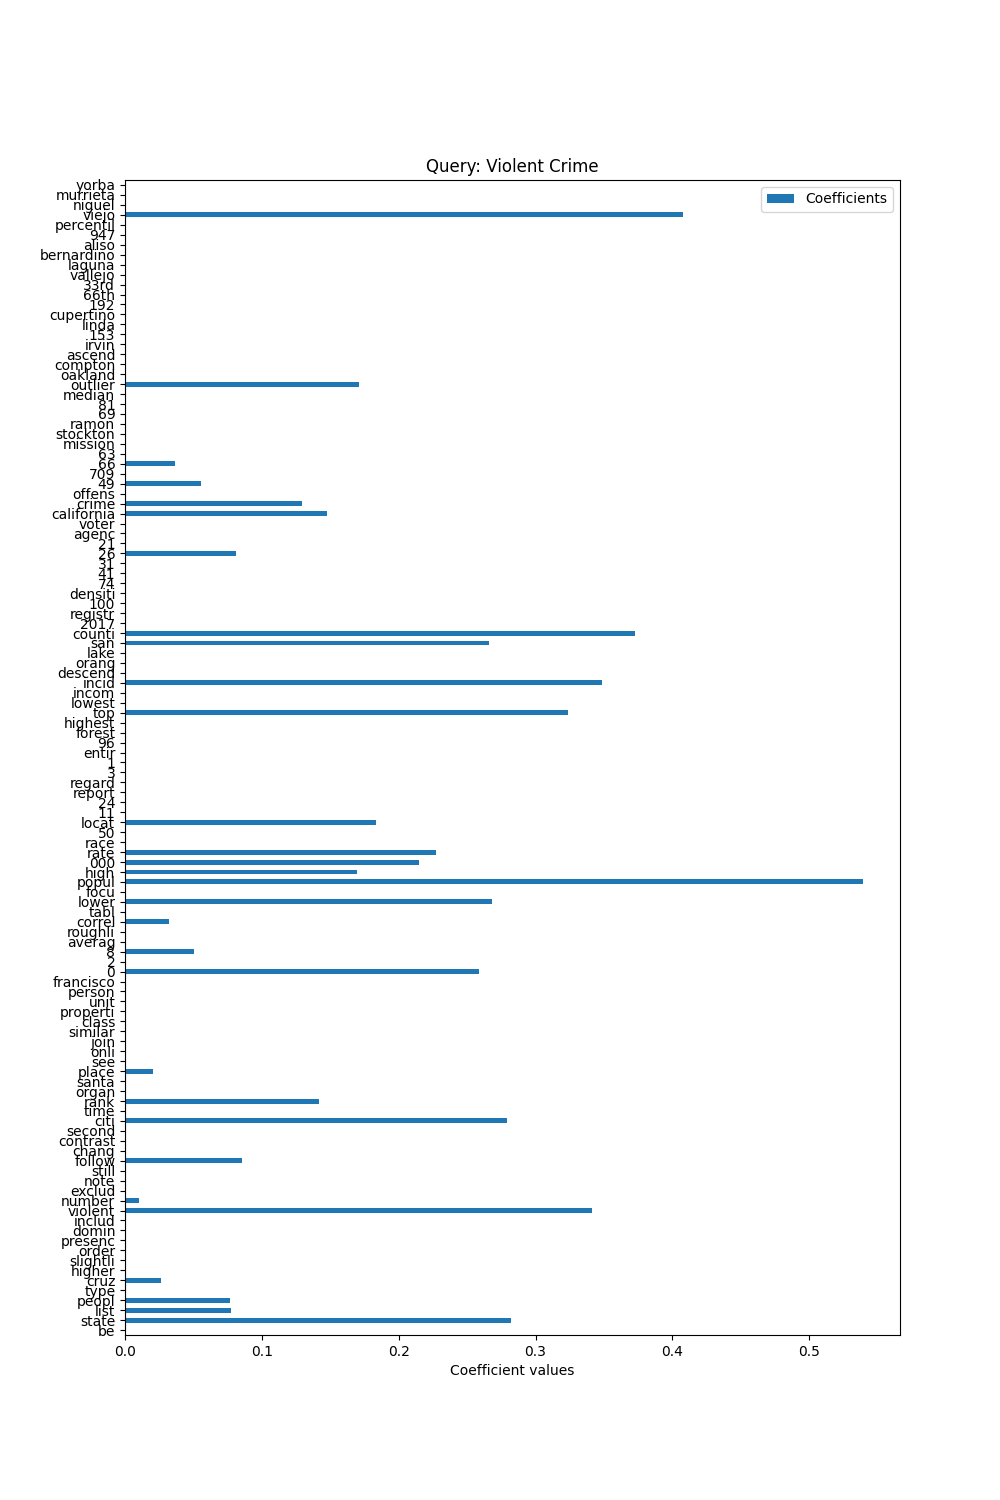 Query: Violent Crime
Coefficients
yorba
murrieta
niguel
viejo
percentil
947
aliso
bernardino
laguna
vallejo
33rd
66th
192
cupertino
linda
153
irvin
ascend
compton
oakland
outlier
median
81
69
ramon
stockton
mission
63
66
709
49
offens
crime
california
voter
agenc
21
26
31
41
74
densiti
100
registr
2017
counti
san
lake
orang
descend
incid
incom
lowest
top
highest
forest
96
entir
1
3
regard
report
24
11
locat
50
race
rate
000
high
popul
focu
lower
tabl
correl
roughli
averag
8
2
0
francisco
person
unit
properti
class
similar
join
onli
see
place
santa
organ
rank
time
citi
second
contrast
chang
follow
still
note
exclud
number
violent
includ
domin
presenc
order
slightli
higher
cruz
type
peopl
list
state
be
0.0 0.1 0.2 0.3 0.4 0.5
Coefficient values